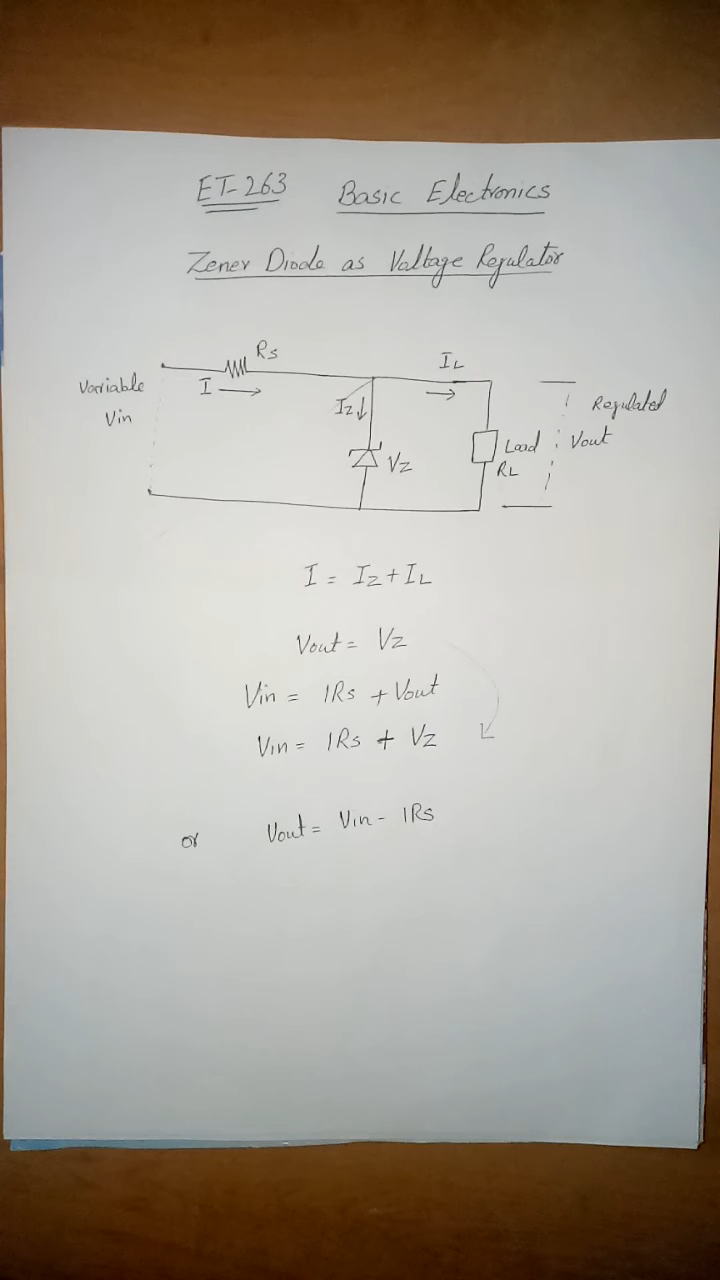 ET-263 Basic Electronics
Zener Diode as Voltage Regulator
Rs
IL
Variable
Vin
I
Iz
Regulated
Vout
Load
RL
Vz
I = Iz + IL
Vout = Vz
Vin = IRs + Vout
Vin = IRs + Vz
or Vout = Vin - IRs